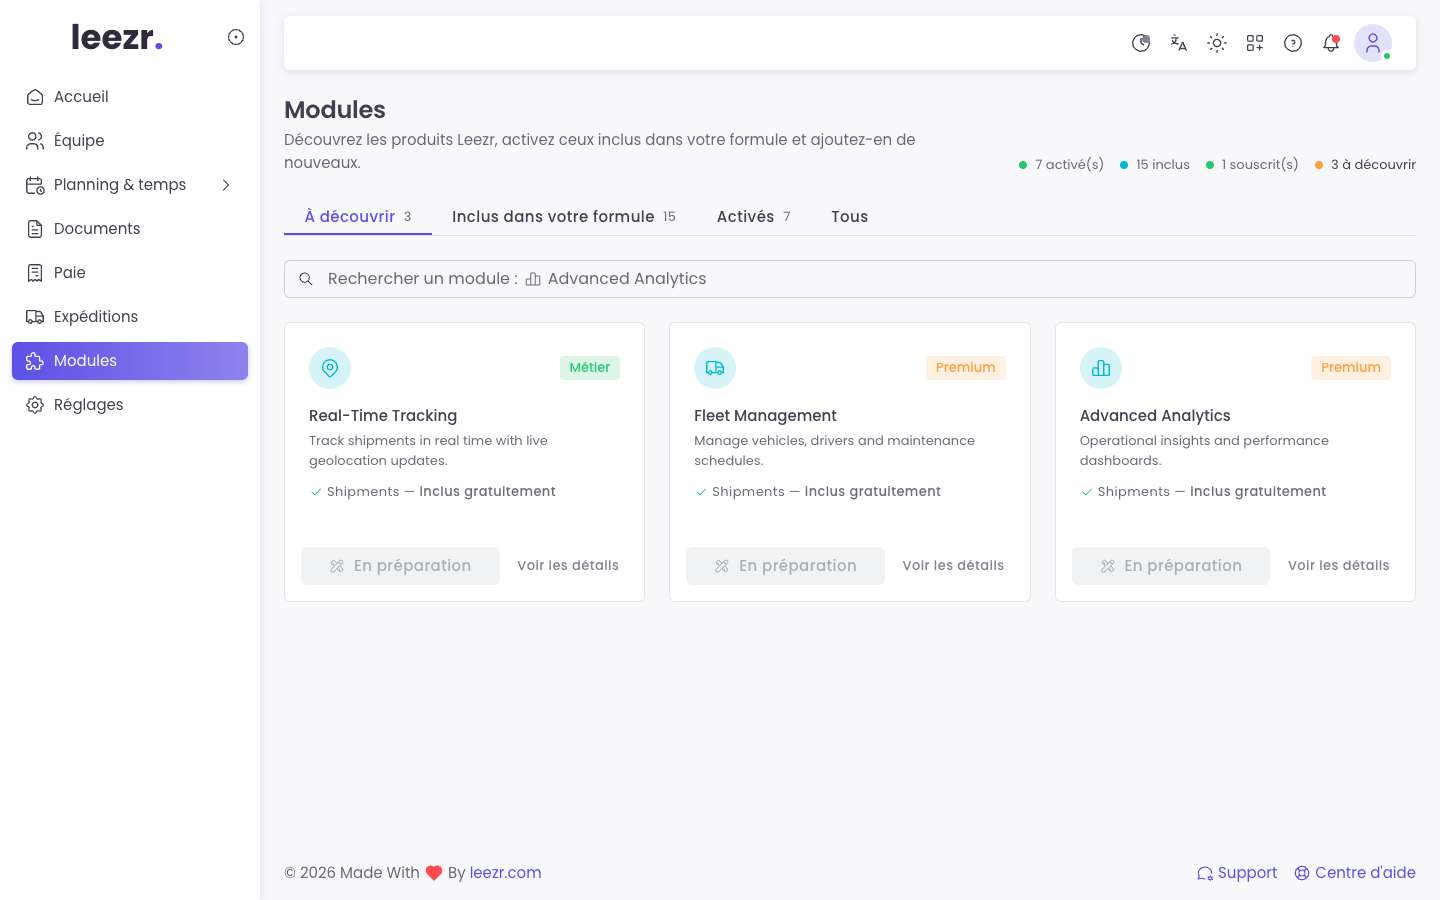 leezr.
Accueil
Équipe
Planning & temps
Documents
Paie
Expéditions
Modules
Réglages
Modules
Découvrez les produits Leezr, activez ceux inclus dans votre formule et ajoutez-en de
nouveaux.
7 activé(s) 15 inclus 1 souscrit(s) 3 à découvrir
À découvrir 3 Inclus dans votre formule 15 Activés 7 Tous
Rechercher un module : Advanced Analytics
Métier
Real-Time Tracking
Track shipments in real time with live
geolocation updates.
Shipments — Inclus gratuitement
En préparation Voir les détails
Premium
Fleet Management
Manage vehicles, drivers and maintenance
schedules.
Shipments — Inclus gratuitement
En préparation Voir les détails
Premium
Advanced Analytics
Operational insights and performance
dashboards.
Shipments — Inclus gratuitement
En préparation Voir les détails
© 2026 Made With By leezr.com
Support Centre d'aide